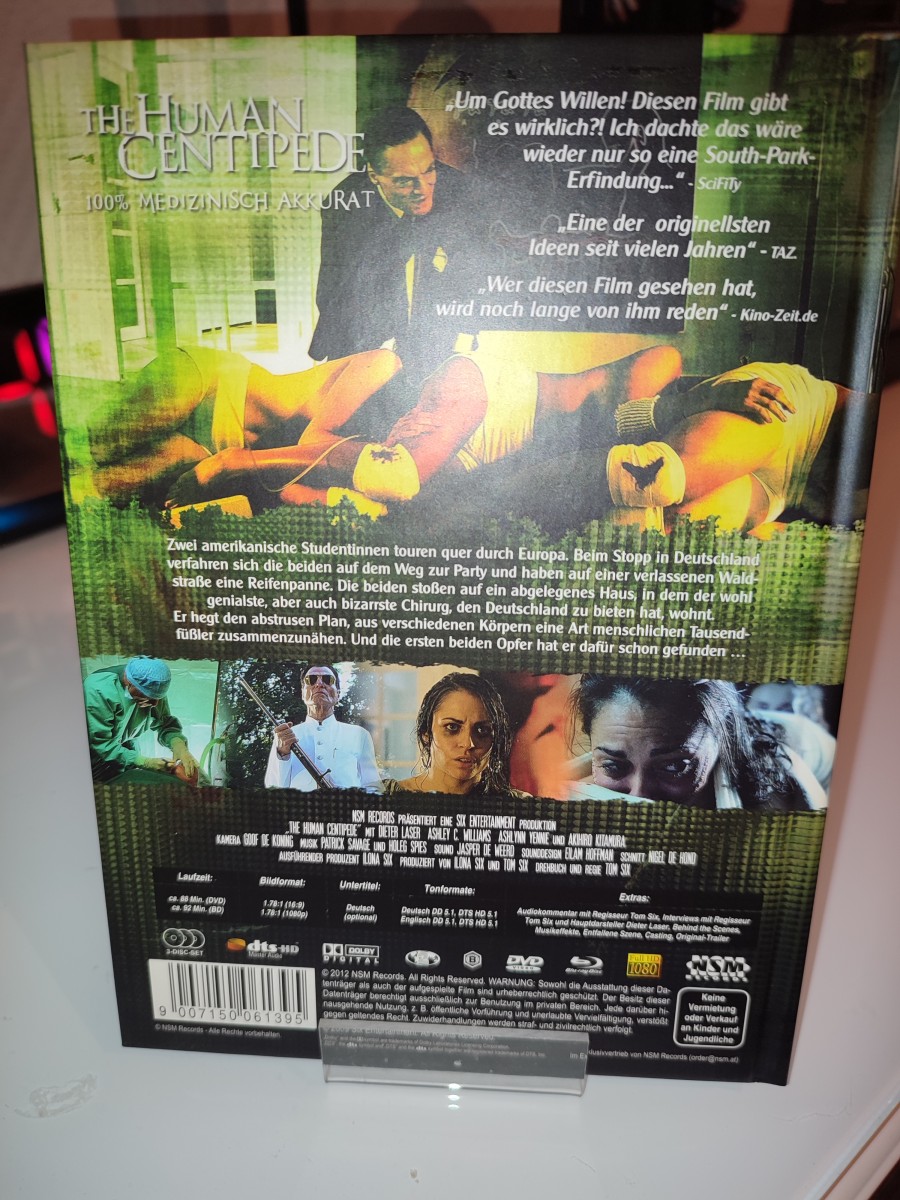 THE HUMAN
CENTIPEDE
100% MEDIZINISCH AKKURAT
„Um Gottes Willen! Diesen Film gibt
es wirklich?! Ich dachte das wäre
wieder nur so eine South-Park-
Erfindung...“ - SciFiTy
„Eine der originellsten
Ideen seit vielen Jahren“ - TAZ
„Wer diesen Film gesehen hat,
wird noch lange von ihm reden“ - Kino-Zeit.de
Zwei amerikanische Studentinnen touren quer durch Europa. Beim Stopp in Deutschland
verfahren sich die beiden auf dem Weg zur Party und haben auf einer verlassenen Wald-
straße eine Reifenpanne. Die beiden stoßen auf ein abgelegenes Haus, in dem der wohl
genialste, aber auch bizarrste Chirurg, den Deutschland zu bieten hat, wohnt.
Er hegt den abstrusen Plan, aus verschiedenen Körpern eine Art menschlichen Tausend-
füßler zusammenzunähen. Und die ersten beiden Opfer hat er dafür schon gefunden ...
NSM RECORDS PRÄSENTIERT EINE SIX ENTERTAINMENT PRODUKTION
„THE HUMAN CENTIPEDE“ MIT DIETER LASER ASHLEY C. WILLIAMS ASHLYNN YENNIE UND AKIHIRO KITAMURA
KAMERA GOOF DE KONING MUSIK PATRICK SAVAGE UND HOLEG SPIES SOUND JASPER DE WEERD SOUNDDESIGN EILAM HOFFMAN SCHNITT NIGEL DE HOND
AUSFÜHRENDER PRODUZENT ILONA SIX PRODUZIERT VON ILONA SIX UND TOM SIX DREHBUCH UND REGIE TOM SIX
Laufzeit:
ca. 88 Min. (DVD)
ca. 92 Min. (BD)
Bildformat:
1.78:1 (16:9)
1.78:1 (1080p)
Untertitel:
Deutsch
(optional)
Tonformate:
Deutsch DD 5.1, DTS HD 5.1
Englisch DD 5.1, DTS HD 5.1
Extras:
Audiokommentar mit Regisseur Tom Six, Interviews mit Regisseur
Tom Six und Hauptdarsteller Dieter Laser, Behind the Scenes,
Musikeffekte, Entfallene Szene, Casting, Original-Trailer
3-DISC-SET
dts-HD
Master Audio
DOLBY
DIGITAL
B
DVD
VIDEO
Blu-ray Disc
Full HD
1080
NSM
RECORDS
9 007150 061395
© NSM Records - Alle Rechte vorbehalten
© 2012 NSM Records. All Rights Reserved. WARNUNG: Sowohl die Ausstattung dieser Da-
tenträger als auch der aufgespielte Film sind urheberrechtlich geschützt. Der Besitz dieser
Datenträger berechtigt ausschließlich zur Benutzung im privaten Bereich. Jede darüber hi-
nausgehende Nutzung, z. B. öffentliche Vorführung und unerlaubte Vervielfältigung, verstößt
gegen geltendes Recht. Zuwiderhandlungen werden straf- und zivilrechtlich verfolgt.
Im Exklusivvertrieb von NSM Records (order@nsm.at)
Keine
Vermietung
oder Verkauf
an Kinder und
Jugendliche